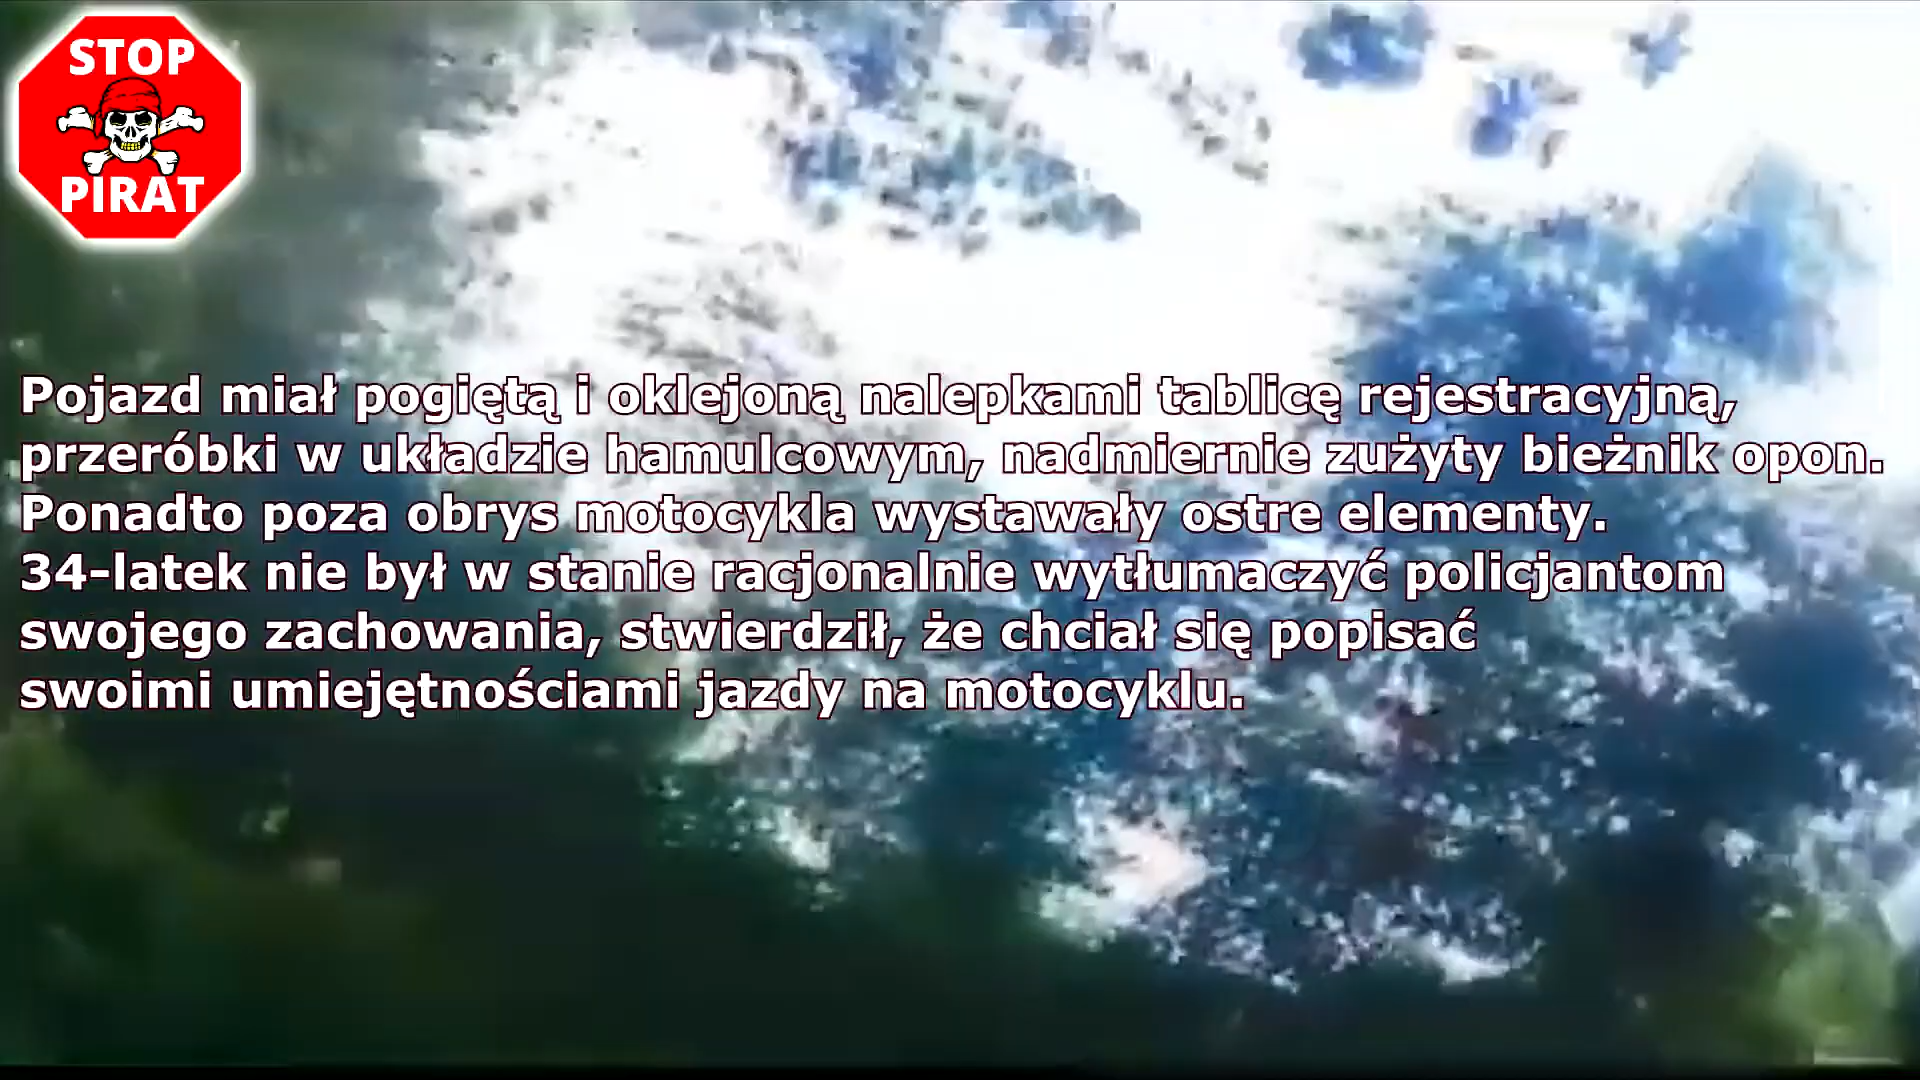 STOP
PIRAT
Pojazd miał pogiętą i oklejoną nalepkami tablicę rejestracyjną,
przeróbki w układzie hamulcowym, nadmiernie zużyty bieżnik opon.
Ponadto poza obrys motocykla wystawały ostre elementy.
34-latek nie był w stanie racjonalnie wytłumaczyć policjantom
swojego zachowania, stwierdził, że chciał się popisać
swoimi umiejętnościami jazdy na motocyklu.